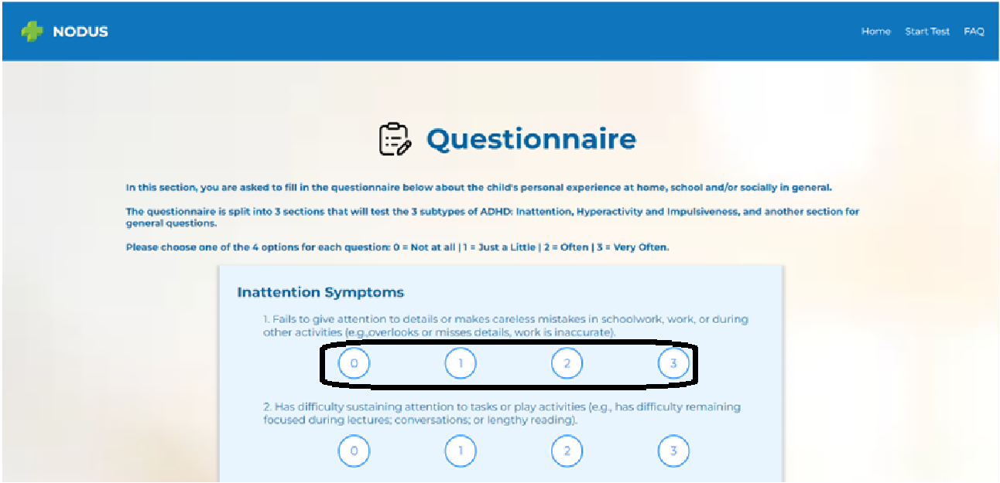 NODUS
Home Start Test FAQ
Questionnaire
In this section, you are asked to fill in the questionnaire below about the child's personal experience at home, school and/or socially in general.
The questionnaire is split into 3 sections that will test the 3 subtypes of ADHD: Inattention, Hyperactivity and Impulsiveness, and another section for
general questions.
Please choose one of the 4 options for each question: 0 = Not at all | 1 = Just a Little | 2 = Often | 3 = Very Often.
Inattention Symptoms
1. Fails to give attention to details or makes careless mistakes in schoolwork, work, or during
other activities (e.g.,overlooks or misses details, work is inaccurate).
0 1 2 3
2. Has difficulty sustaining attention to tasks or play activities (e.g., has difficulty remaining
focused during lectures; conversations; or lengthy reading).
0 1 2 3